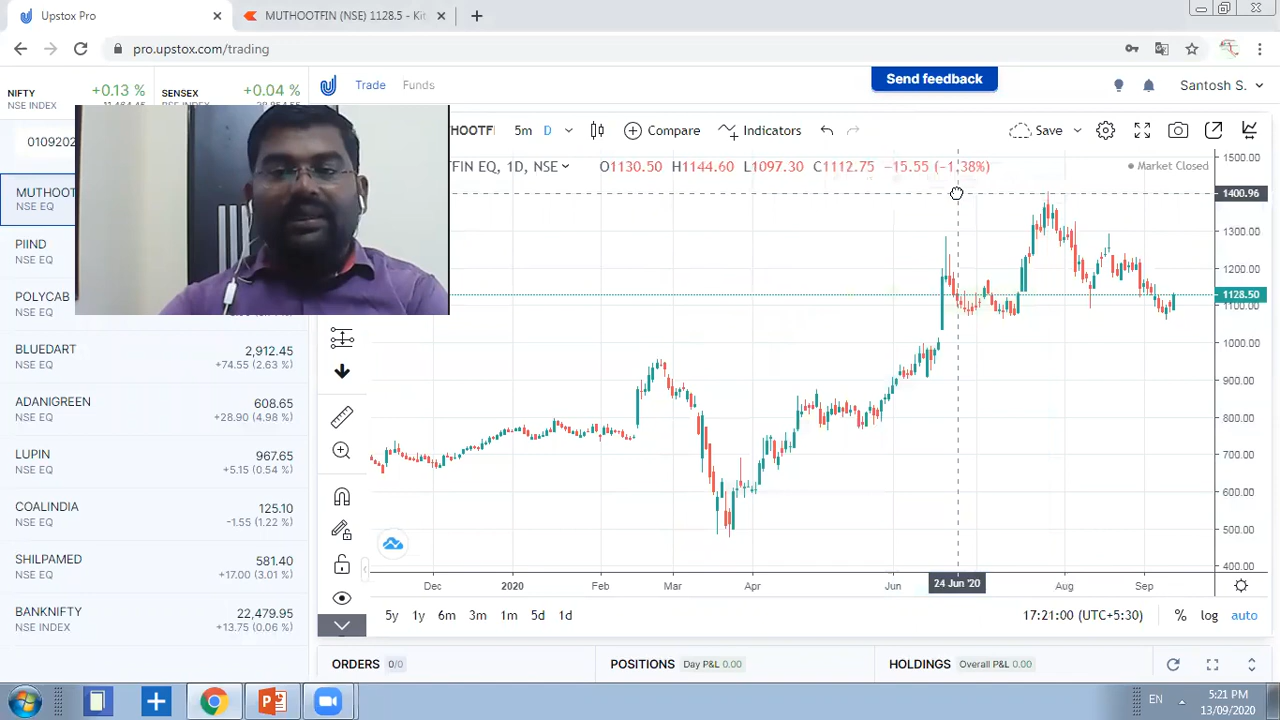 Upstox Pro
MUTHOOTFIN (NSE) 1128.5 - Kit
pro.upstox.com/trading
NIFTY +0.13 %
NSE INDEX
SENSEX +0.04 %
NSE INDEX
Trade Funds
Send feedback
Santosh S.
010920
5m D
Compare
Indicators
Save
TFIN EQ, 1D, NSE
O1130.50 H1144.60 L1097.30 C1112.75 −15.55 (−1.38%)
Market Closed
MUTHOOT
NSE EQ
PIIND
NSE EQ
POLYCAB
NSE EQ
BLUEDART 2,912.45
NSE EQ +74.55 (2.63 %)
ADANIGREEN 608.65
NSE EQ +28.90 (4.98 %)
LUPIN 967.65
NSE EQ +5.15 (0.54 %)
COALINDIA 125.10
NSE EQ -1.55 (1.22 %)
SHILPAMED 581.40
NSE EQ +17.00 (3.01 %)
BANKNIFTY 22,479.95
NSE INDEX +13.75 (0.06 %)
1500.00
1400.96
1300.00
1200.00
1128.50
1100.00
1000.00
900.00
800.00
700.00
600.00
500.00
400.00
Dec 2020 Feb Mar Apr Jun 24 Jun '20 Aug Sep
5y 1y 6m 3m 1m 5d 1d
17:21:00 (UTC+5:30) % log auto
ORDERS 0/0
POSITIONS Day P&L 0.00
HOLDINGS Overall P&L 0.00
EN
5:21 PM
13/09/2020